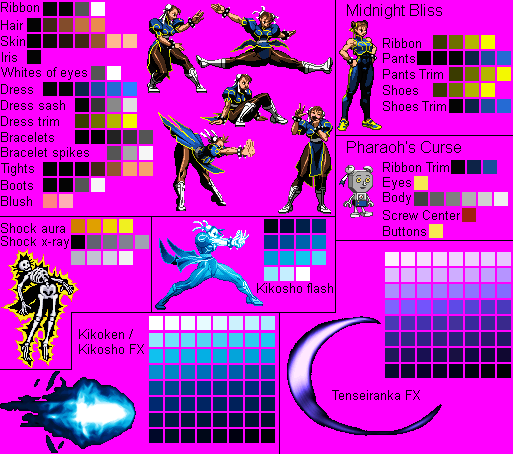 Ribbon
Hair
Skin
Iris
Whites of eyes
Dress
Dress sash
Dress trim
Bracelets
Bracelet spikes
Tights
Boots
Blush
Midnight Bliss
Ribbon
Pants
Pants Trim
Shoes
Shoes Trim
Pharaoh's Curse
Ribbon Trim
Eyes
Body
Screw Center
Buttons
Shock aura
Shock x-ray
Kikosho flash
Kikoken /
Kikosho FX
Tenseiranka FX